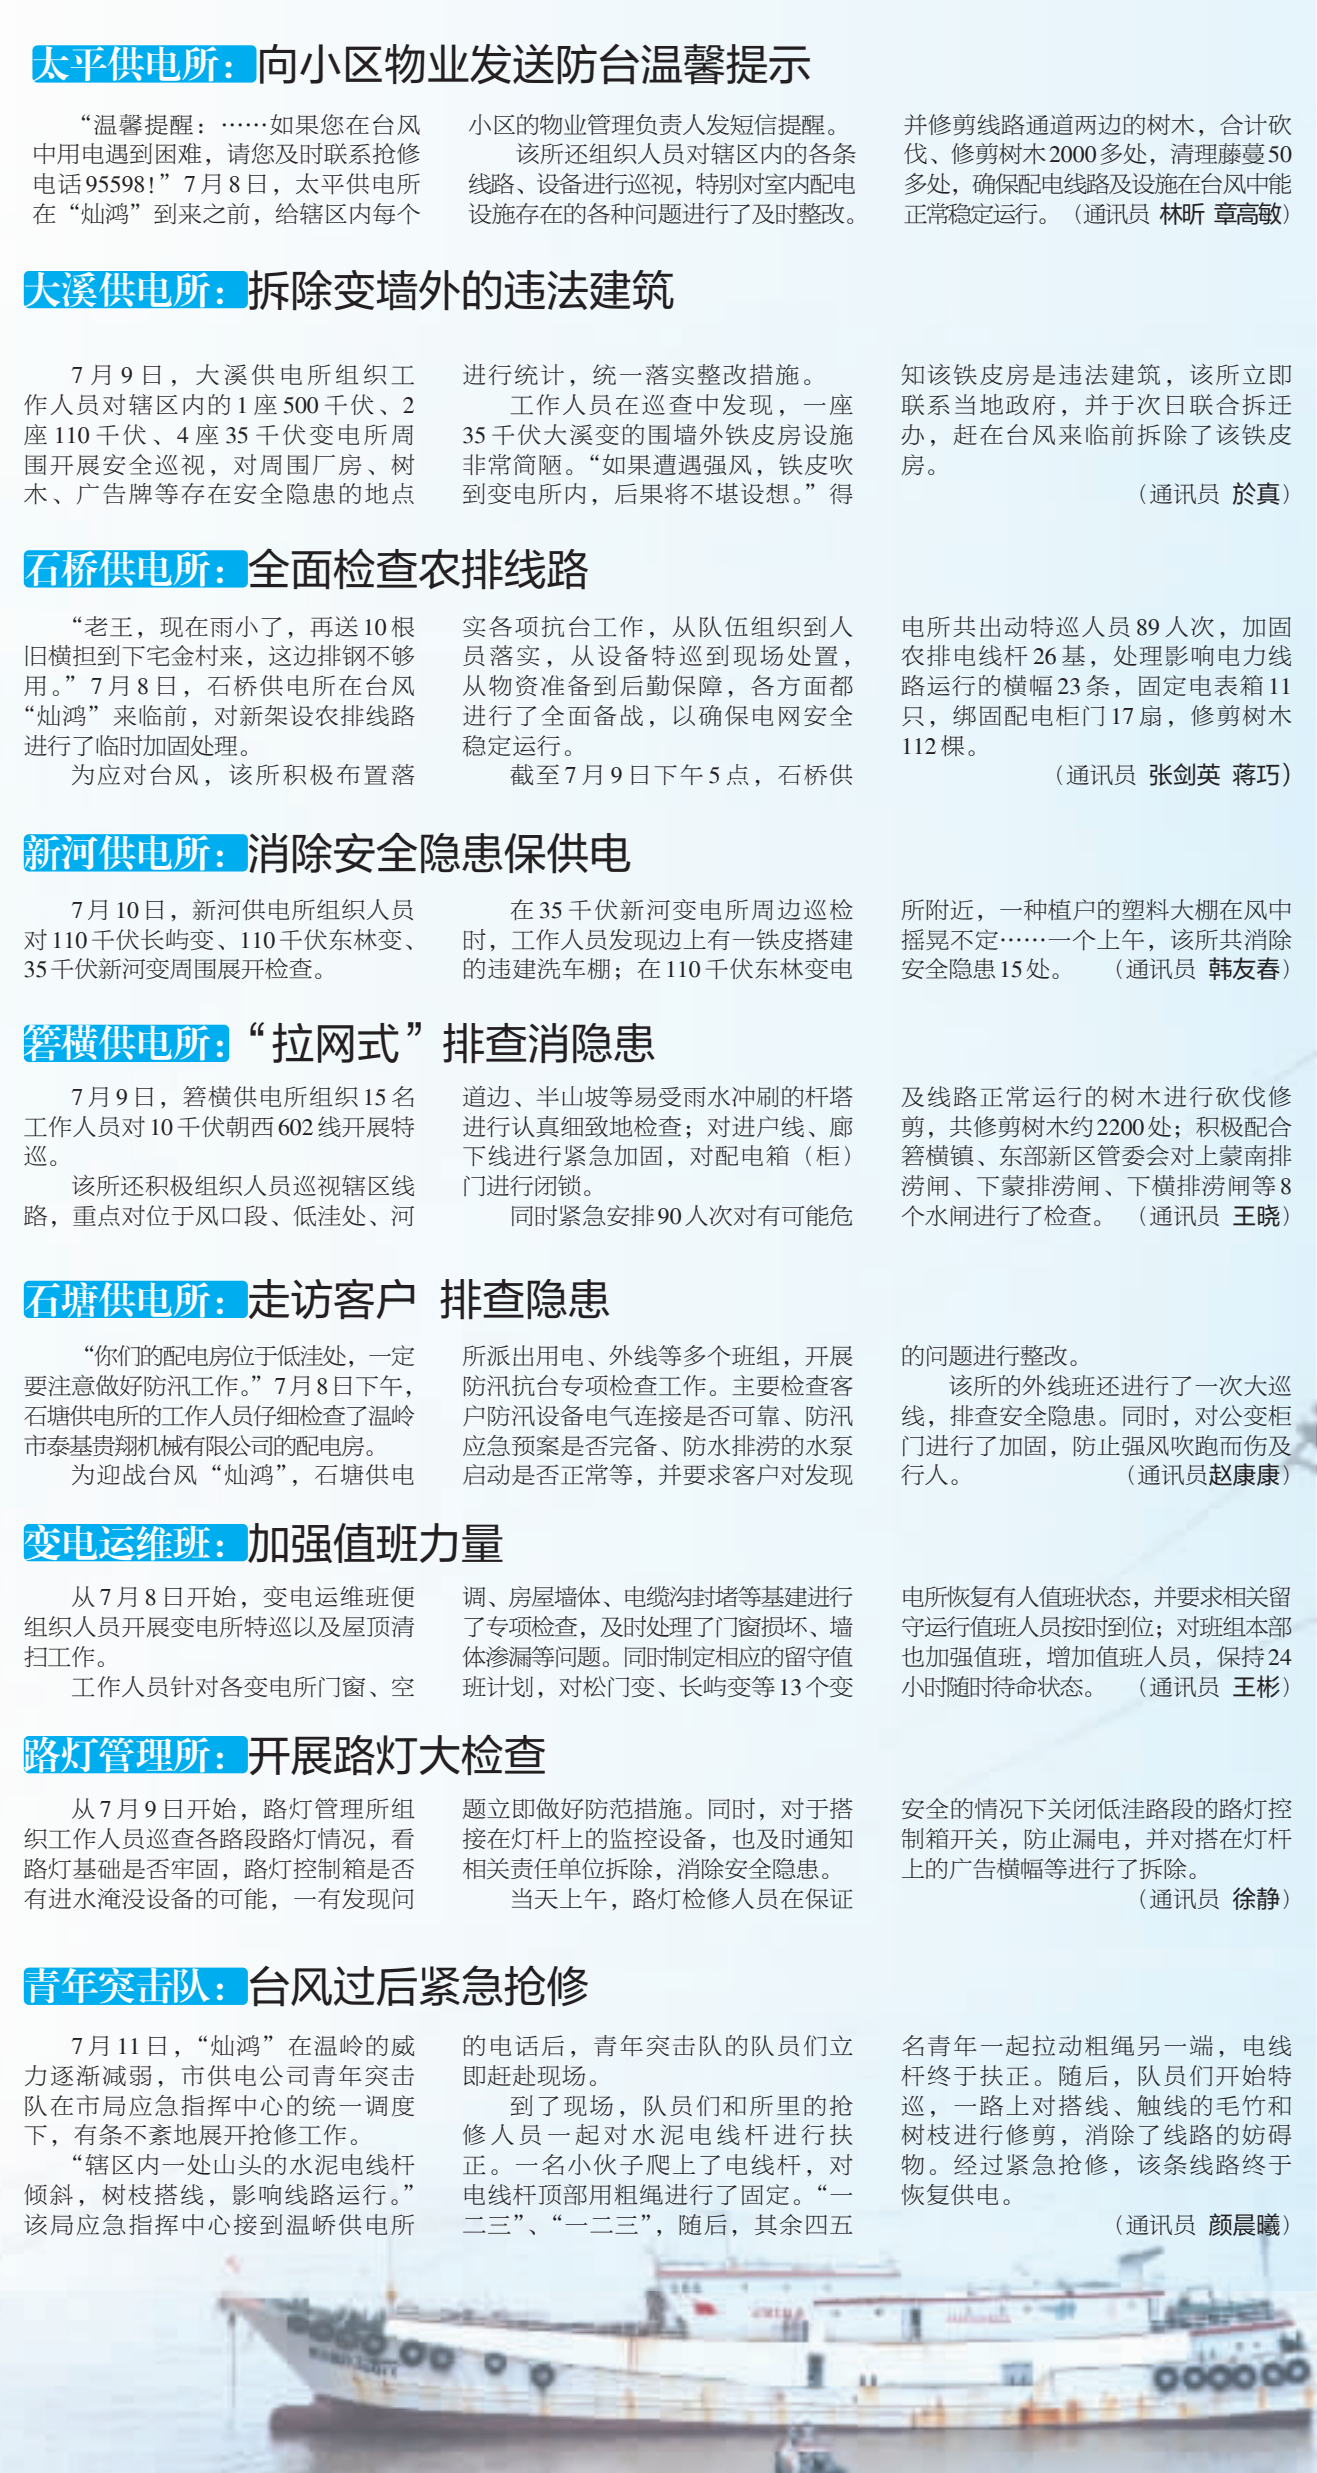 太平供电所：向小区物业发送防台温馨提示
“温馨提醒：……如果您在台风
中用电遇到困难，请您及时联系抢修
电话95598！”7月8日，太平供电所
在“灿鸿”到来之前，给辖区内每个
小区的物业管理负责人发短信提醒。
该所还组织人员对辖区内的各条
线路、设备进行巡视，特别对室内配电
设施存在的各种问题进行了及时整改。
并修剪线路通道两边的树木，合计砍
伐、修剪树木2000多处，清理藤蔓50
多处，确保配电线路及设施在台风中能
正常稳定运行。（通讯员 林昕 章高敏）
大溪供电所：拆除变墙外的违法建筑
7月9日，大溪供电所组织工
作人员对辖区内的1座500千伏、2
座110千伏、4座35千伏变电所周
围开展安全巡视，对周围厂房、树
木、广告牌等存在安全隐患的地点
进行统计，统一落实整改措施。
工作人员在巡查中发现，一座
35千伏大溪变的围墙外铁皮房设施
非常简陋。“如果遭遇强风，铁皮吹
到变电所内，后果将不堪设想。”得
知该铁皮房是违法建筑，该所立即
联系当地政府，并于次日联合拆迁
办，赶在台风来临前拆除了该铁皮
房。
（通讯员 於真）
石桥供电所：全面检查农排线路
“老王，现在雨小了，再送10根
旧横担到下宅金村来，这边排钢不够
用。”7月8日，石桥供电所在台风
“灿鸿”来临前，对新架设农排线路
进行了临时加固处理。
为应对台风，该所积极布置落
实各项抗台工作，从队伍组织到人
员落实，从设备特巡到现场处置，
从物资准备到后勤保障，各方面都
进行了全面备战，以确保电网安全
稳定运行。
截至7月9日下午5点，石桥供
电所共出动特巡人员89人次，加固
农排电线杆26基，处理影响电力线
路运行的横幅23条，固定电表箱11
只，绑固配电柜门17扇，修剪树木
112棵。
（通讯员 张剑英 蒋巧）
新河供电所：消除安全隐患保供电
7月10日，新河供电所组织人员
对110千伏长屿变、110千伏东林变、
35千伏新河变周围展开检查。
在35千伏新河变电所周边巡检
时，工作人员发现边上有一铁皮搭建
的违建洗车棚；在110千伏东林变电
所附近，一种植户的塑料大棚在风中
摇晃不定……一个上午，该所共消除
安全隐患15处。（通讯员 韩友春）
箬横供电所：“拉网式”排查消隐患
7月9日，箬横供电所组织15名
工作人员对10千伏朝西602线开展特
巡。
该所还积极组织人员巡视辖区线
路，重点对位于风口段、低洼处、河
道边、半山坡等易受雨水冲刷的杆塔
进行认真细致地检查；对进户线、廊
下线进行紧急加固，对配电箱（柜）
门进行闭锁。
同时紧急安排90人次对有可能危
及线路正常运行的树木进行砍伐修
剪，共修剪树木约2200处；积极配合
箬横镇、东部新区管委会对上蒙南排
涝闸、下蒙排涝闸、下横排涝闸等8
个水闸进行了检查。（通讯员 王晓）
石塘供电所：走访客户 排查隐患
“你们的配电房位于低洼处，一定
要注意做好防汛工作。”7月8日下午，
石塘供电所的工作人员仔细检查了温岭
市泰基贵翔机械有限公司的配电房。
为迎战台风“灿鸿”，石塘供电
所派出用电、外线等多个班组，开展
防汛抗台专项检查工作。主要检查客
户防汛设备电气连接是否可靠、防汛
应急预案是否完备、防水排涝的水泵
启动是否正常等，并要求客户对发现
的问题进行整改。
该所的外线班还进行了一次大巡
线，排查安全隐患。同时，对公变柜
门进行了加固，防止强风吹跑而伤及
行人。（通讯员赵康康）
变电运维班：加强值班力量
从7月8日开始，变电运维班便
组织人员开展变电所特巡以及屋顶清
扫工作。
工作人员针对各变电所门窗、空
调、房屋墙体、电缆沟封堵等基建进行
了专项检查，及时处理了门窗损坏、墙
体渗漏等问题。同时制定相应的留守值
班计划，对松门变、长屿变等13个变
电所恢复有人值班状态，并要求相关留
守运行值班人员按时到位；对班组本部
也加强值班，增加值班人员，保持24
小时随时待命状态。（通讯员 王彬）
路灯管理所：开展路灯大检查
从7月9日开始，路灯管理所组
织工作人员巡查各路段路灯情况，看
路灯基础是否牢固，路灯控制箱是否
有进水淹没设备的可能，一有发现问
题立即做好防范措施。同时，对于搭
接在灯杆上的监控设备，也及时通知
相关责任单位拆除，消除安全隐患。
当天上午，路灯检修人员在保证
安全的情况下关闭低洼路段的路灯控
制箱开关，防止漏电，并对搭在灯杆
上的广告横幅等进行了拆除。
（通讯员 徐静）
青年突击队：台风过后紧急抢修
7月11日，“灿鸿”在温岭的威
力逐渐减弱，市供电公司青年突击
队在市局应急指挥中心的统一调度
下，有条不紊地展开抢修工作。
“辖区内一处山头的水泥电线杆
倾斜，树枝搭线，影响线路运行。”
该局应急指挥中心接到温峤供电所
的电话后，青年突击队的队员们立
即赶赴现场。
到了现场，队员们和所里的抢
修人员一起对水泥电线杆进行扶
正。一名小伙子爬上了电线杆，对
电线杆顶部用粗绳进行了固定。“一
二三”、“一二三”，随后，其余四五
名青年一起拉动粗绳另一端，电线
杆终于扶正。随后，队员们开始特
巡，一路上对搭线、触线的毛竹和
树枝进行修剪，消除了线路的妨碍
物。经过紧急抢修，该条线路终于
恢复供电。
（通讯员 颜晨曦）